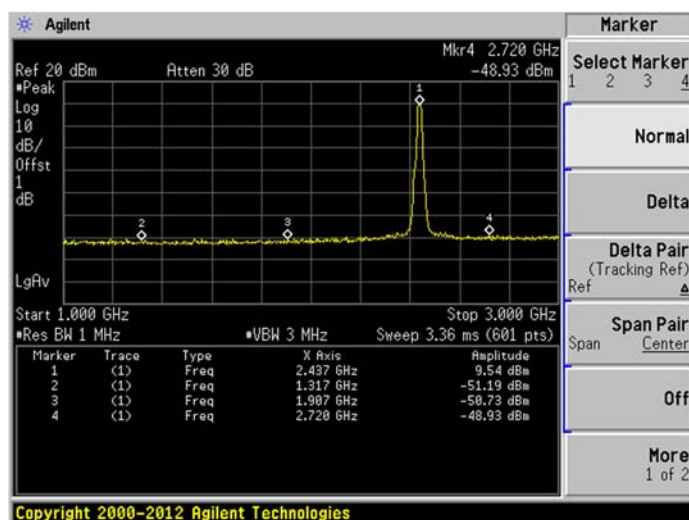 Agilent
Marker
Mkr4 2.720 GHz
Ref 20 dBm Atten 30 dB -48.93 dBm
#Peak
Log
10
dB/
Offst
1
dB
LgAv
1
2
3
4
Start 1.000 GHz Stop 3.000 GHz
#Res BW 1 MHz #VBW 3 MHz Sweep 3.36 ms (601 pts)
Marker Trace Type X Axis Amplitude
1 (1) Freq 2.437 GHz 9.54 dBm
2 (1) Freq 1.317 GHz -51.19 dBm
3 (1) Freq 1.907 GHz -50.73 dBm
4 (1) Freq 2.720 GHz -48.93 dBm
Select Marker
1 2 3 4
Normal
Delta
Delta Pair
(Tracking Ref)
Ref Δ
Span Pair
Span Center
Off
More
1 of 2
Copyright 2000-2012 Agilent Technologies